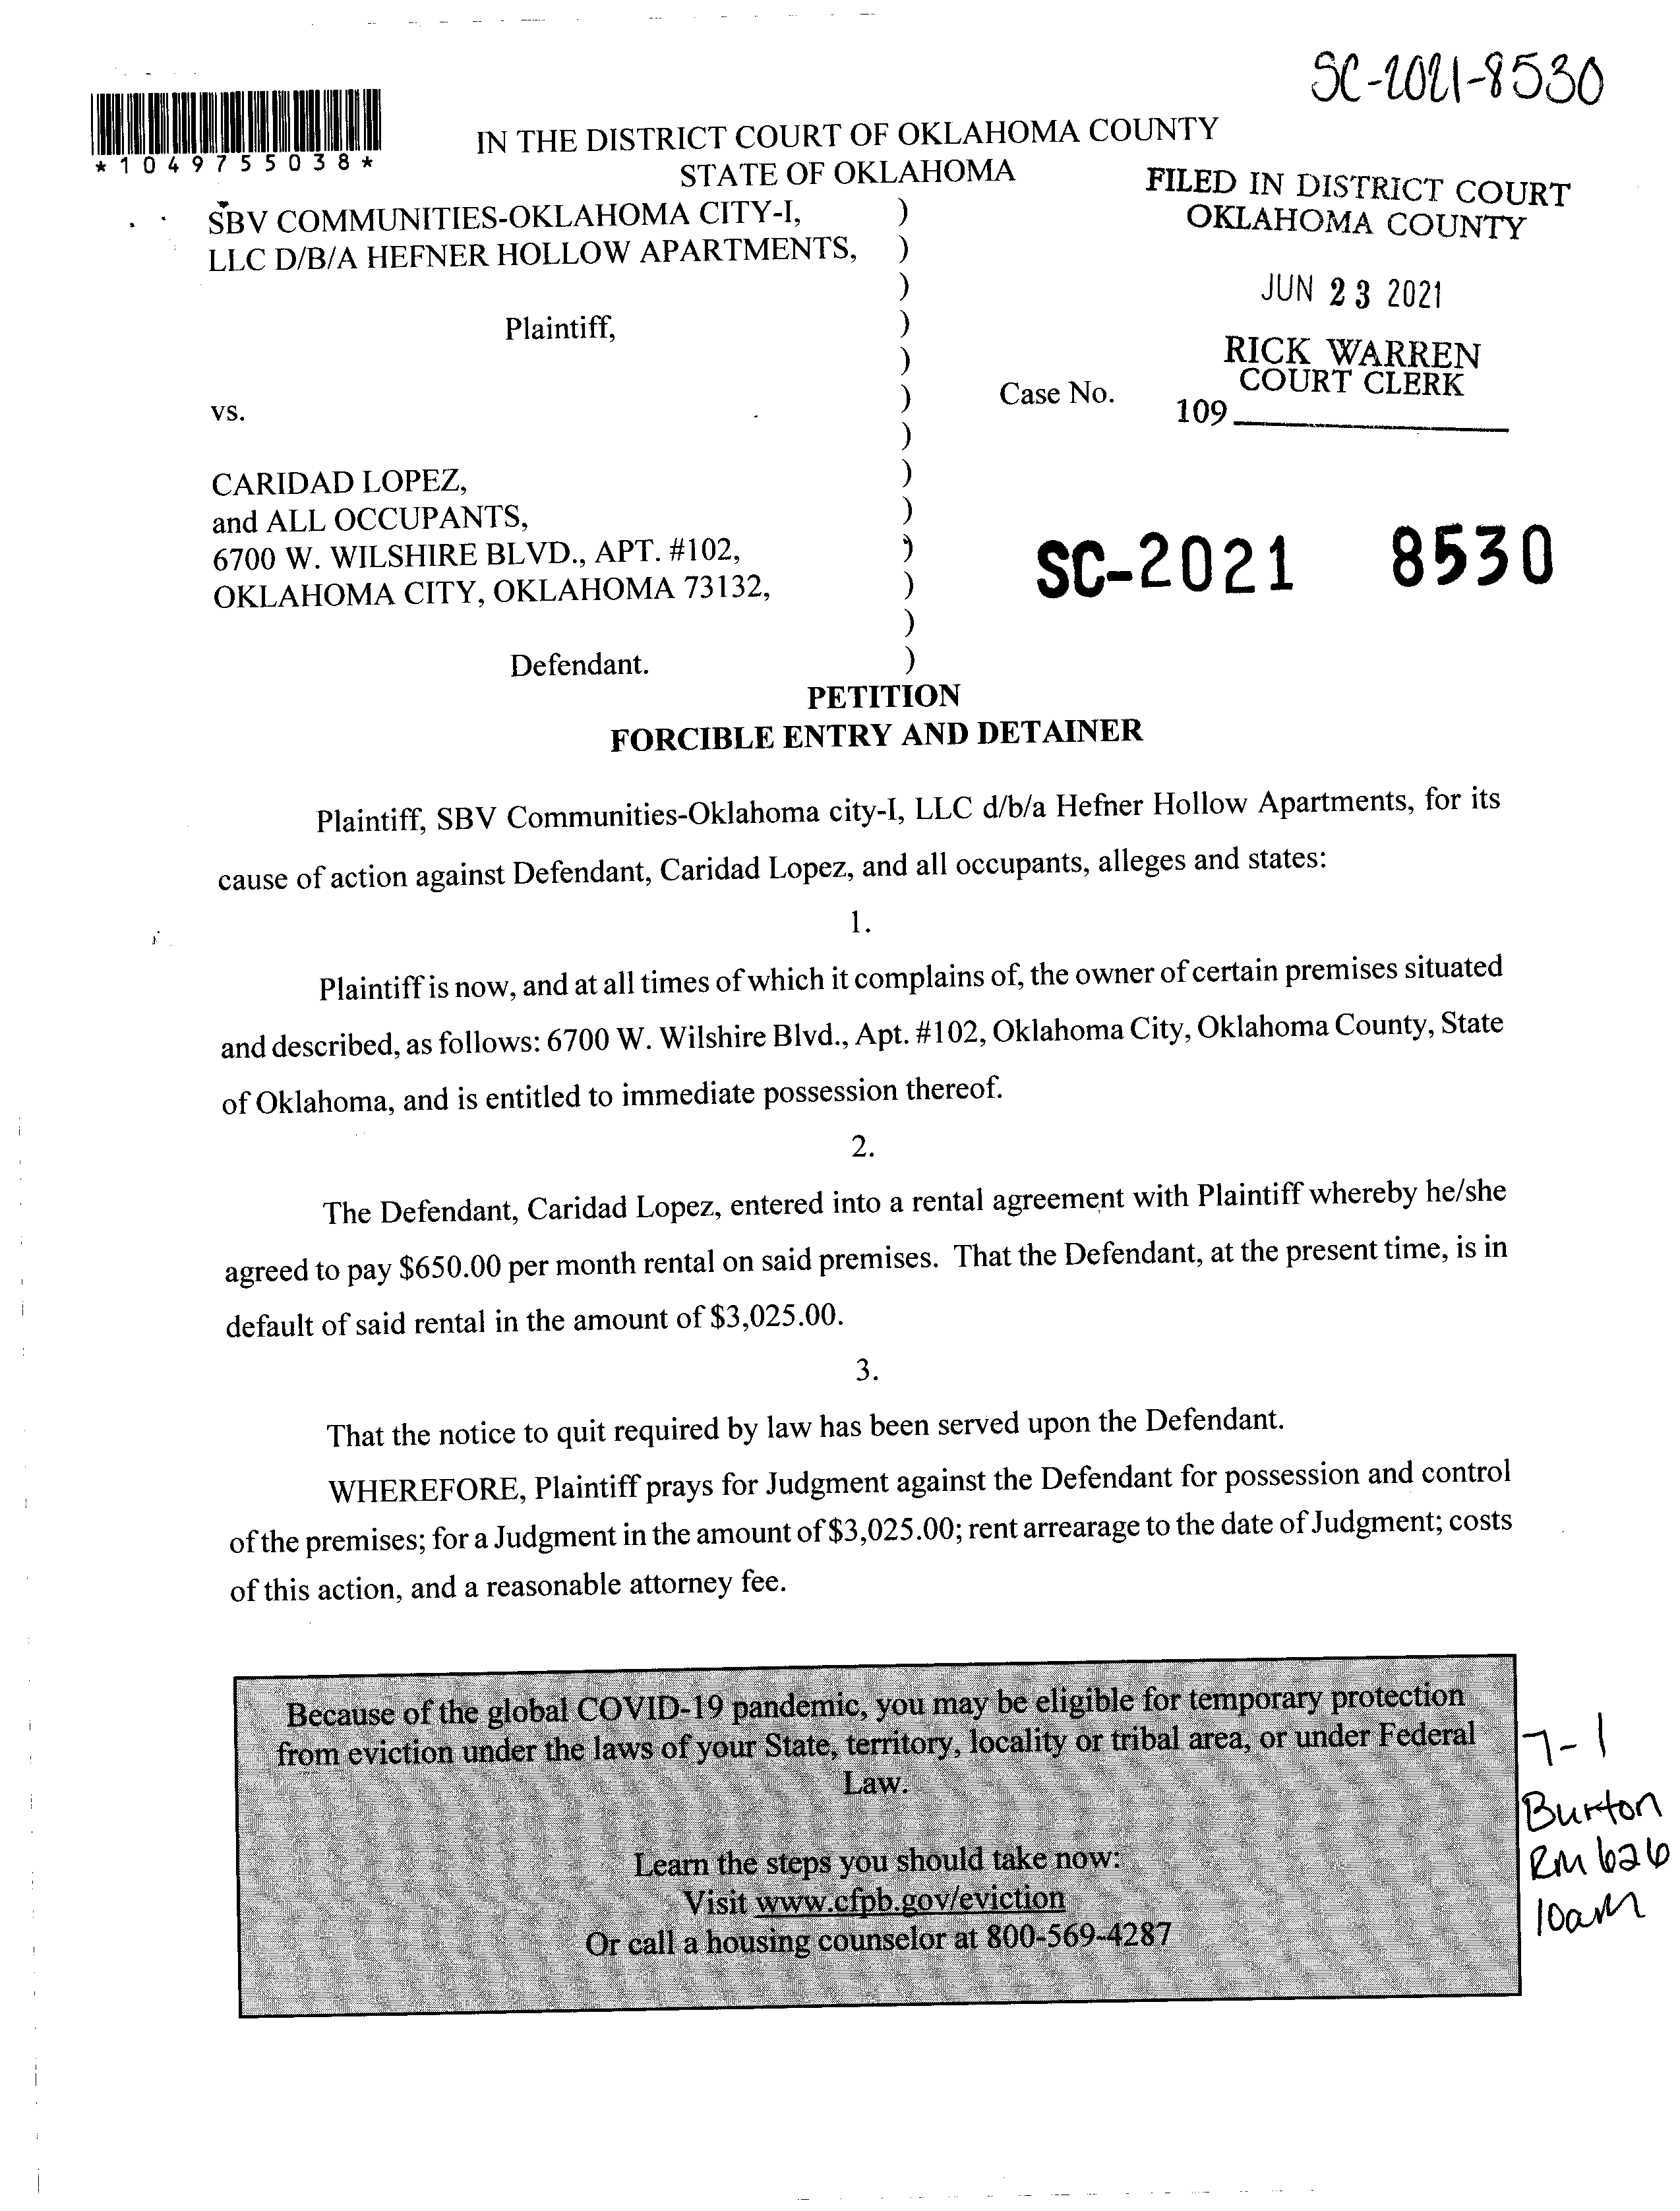 SC-2021-8530
*1049755038*
IN THE DISTRICT COURT OF OKLAHOMA COUNTY
STATE OF OKLAHOMA
FILED IN DISTRICT COURT
OKLAHOMA COUNTY
JUN 23 2021
RICK WARREN
COURT CLERK
109
SBV COMMUNITIES-OKLAHOMA CITY-I, )
LLC D/B/A HEFNER HOLLOW APARTMENTS, )
)
Plaintiff, )
)
vs. ) Case No.
)
CARIDAD LOPEZ, )
and ALL OCCUPANTS, )
6700 W. WILSHIRE BLVD., APT. #102, )
OKLAHOMA CITY, OKLAHOMA 73132, )
)
Defendant. )
SC-2021 8530
PETITION
FORCIBLE ENTRY AND DETAINER
Plaintiff, SBV Communities-Oklahoma city-I, LLC d/b/a Hefner Hollow Apartments, for its
cause of action against Defendant, Caridad Lopez, and all occupants, alleges and states:
1.
Plaintiff is now, and at all times of which it complains of, the owner of certain premises situated
and described, as follows: 6700 W. Wilshire Blvd., Apt. #102, Oklahoma City, Oklahoma County, State
of Oklahoma, and is entitled to immediate possession thereof.
2.
The Defendant, Caridad Lopez, entered into a rental agreement with Plaintiff whereby he/she
agreed to pay $650.00 per month rental on said premises. That the Defendant, at the present time, is in
default of said rental in the amount of $3,025.00.
3.
That the notice to quit required by law has been served upon the Defendant.
WHEREFORE, Plaintiff prays for Judgment against the Defendant for possession and control
of the premises; for a Judgment in the amount of $3,025.00; rent arrearage to the date of Judgment; costs
of this action, and a reasonable attorney fee.
Because of the global COVID-19 pandemic, you may be eligible for temporary protection
from eviction under the laws of your State, territory, locality or tribal area, or under Federal
Law.
Learn the steps you should take now:
Visit www.cfpb.gov/eviction
Or call a housing counselor at 800-569-4287
7-1
Burton
RM 626
10am